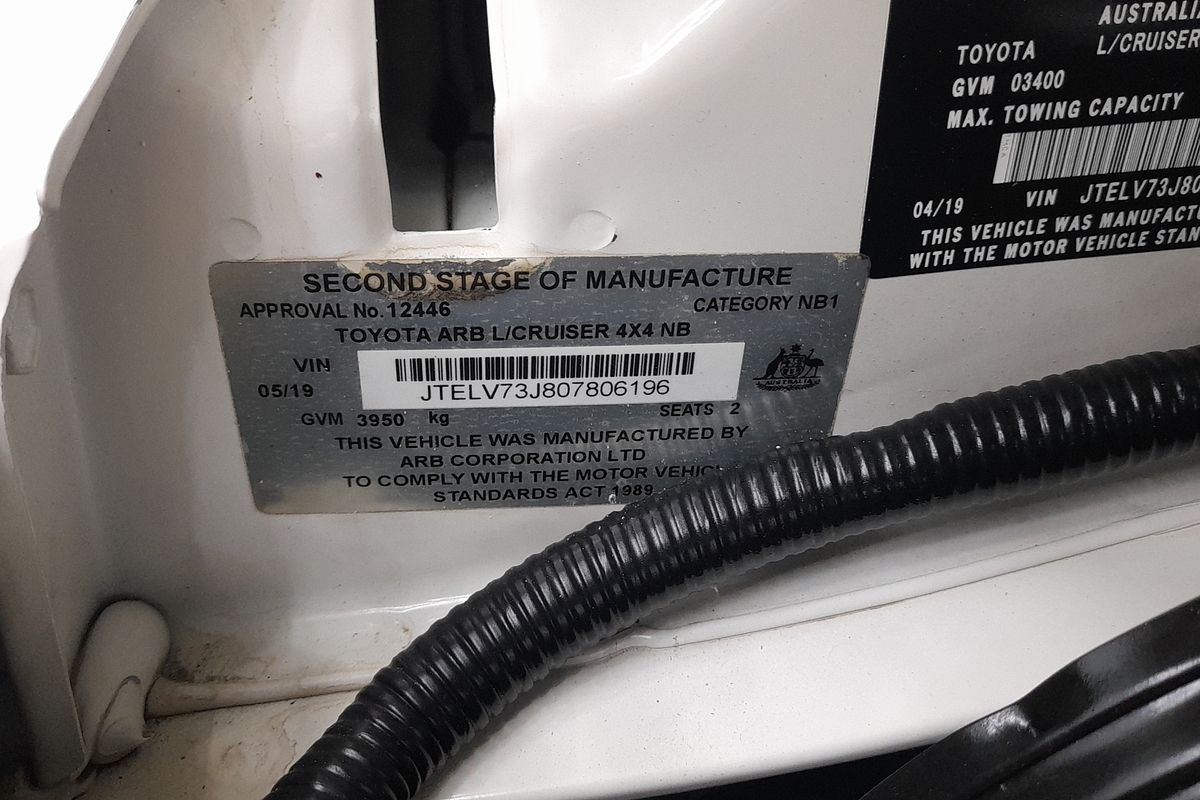 AUSTRALI
TOYOTA L/CRUISER
GVM 03400
MAX. TOWING CAPACITY
04/19 VIN JTELV73J80
THIS VEHICLE WAS MANUFACT
WITH THE MOTOR VEHICLE STAN
SECOND STAGE OF MANUFACTURE
APPROVAL No.12446 CATEGORY NB1
TOYOTA ARB L/CRUISER 4X4 NB
VIN
05/19 JTELV73J807806196
AUSTRALIA
GVM 3950 kg SEATS 2
THIS VEHICLE WAS MANUFACTURED BY
ARB CORPORATION LTD
TO COMPLY WITH THE MOTOR VEHIC
STANDARDS ACT 1989